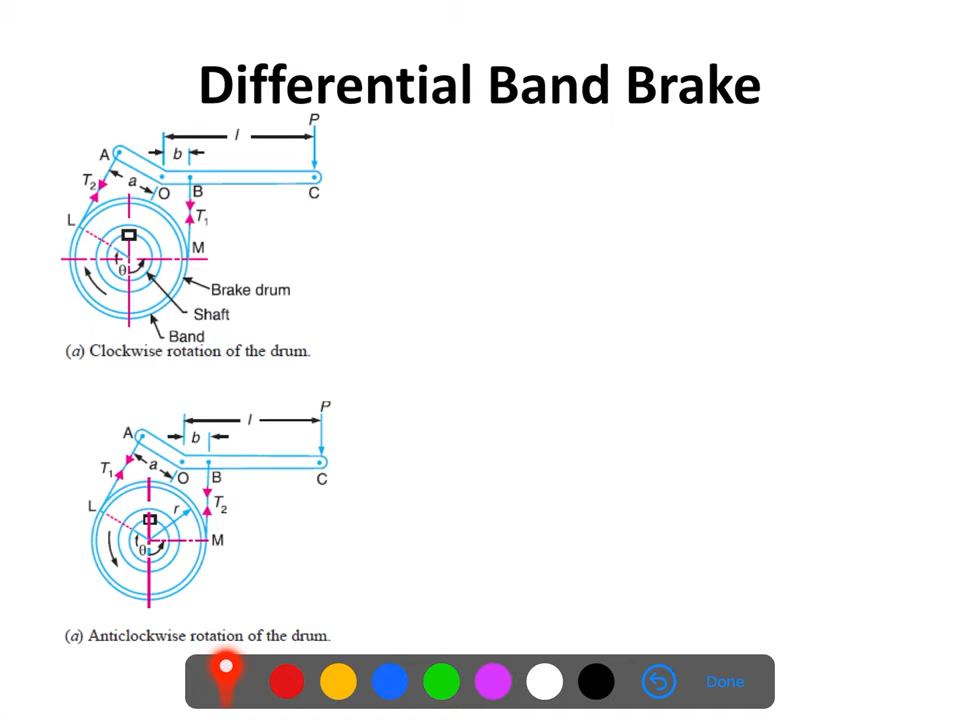 Differential Band Brake
P
l
A
b
T2
a
O
B
C
T1
L
M
θ
Brake drum
Shaft
Band
(a) Clockwise rotation of the drum.
P
l
A
b
T1
a
O
B
C
L
r
T2
M
θ
(a) Anticlockwise rotation of the drum.
Done